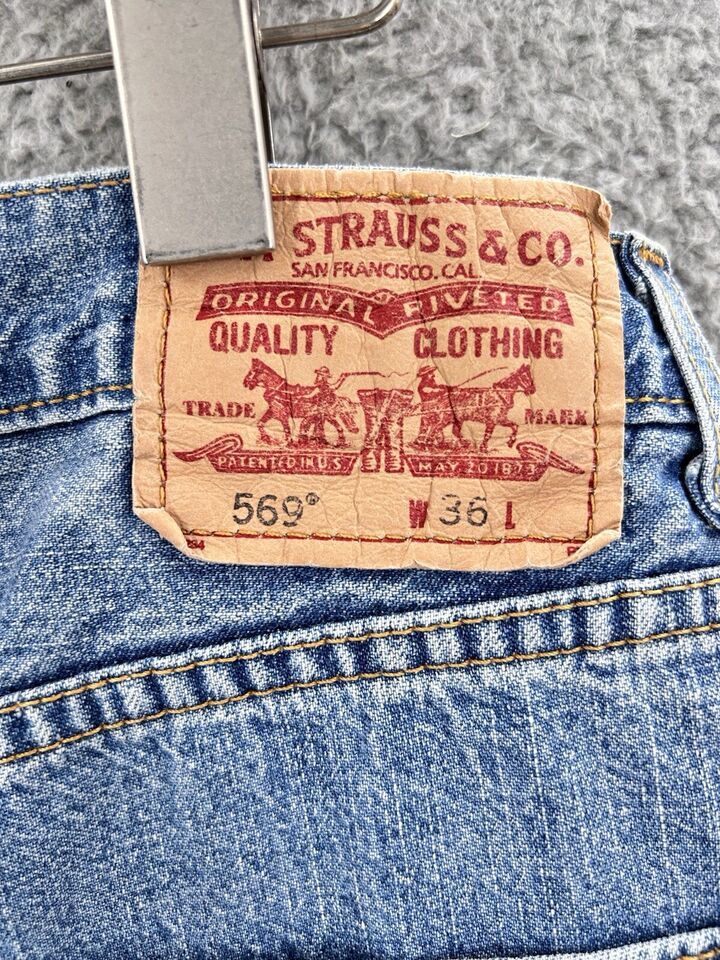 STRAUSS & CO.
SAN FRANCISCO, CAL.
ORIGINAL RIVETED
QUALITY CLOTHING
TRADE MARK
PATENTED IN U.S. MAY 20 1873
569® W 36 L